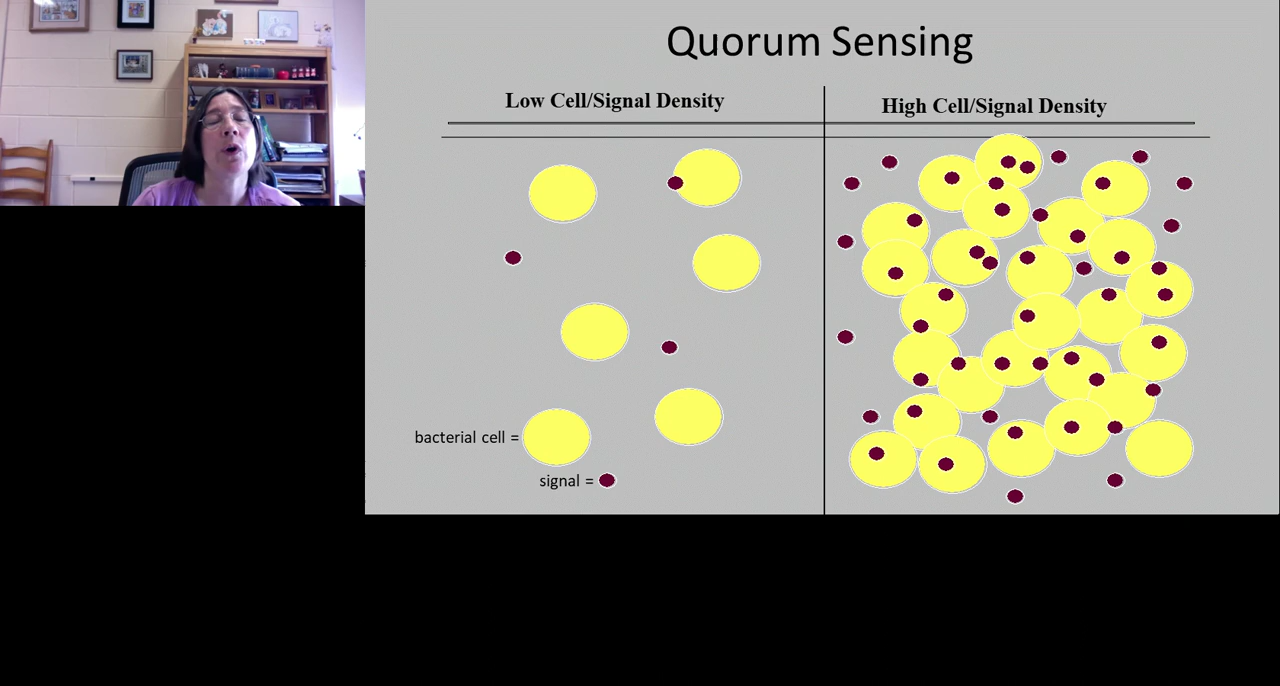 Quorum Sensing
Low Cell/Signal Density
High Cell/Signal Density
bacterial cell =
signal =